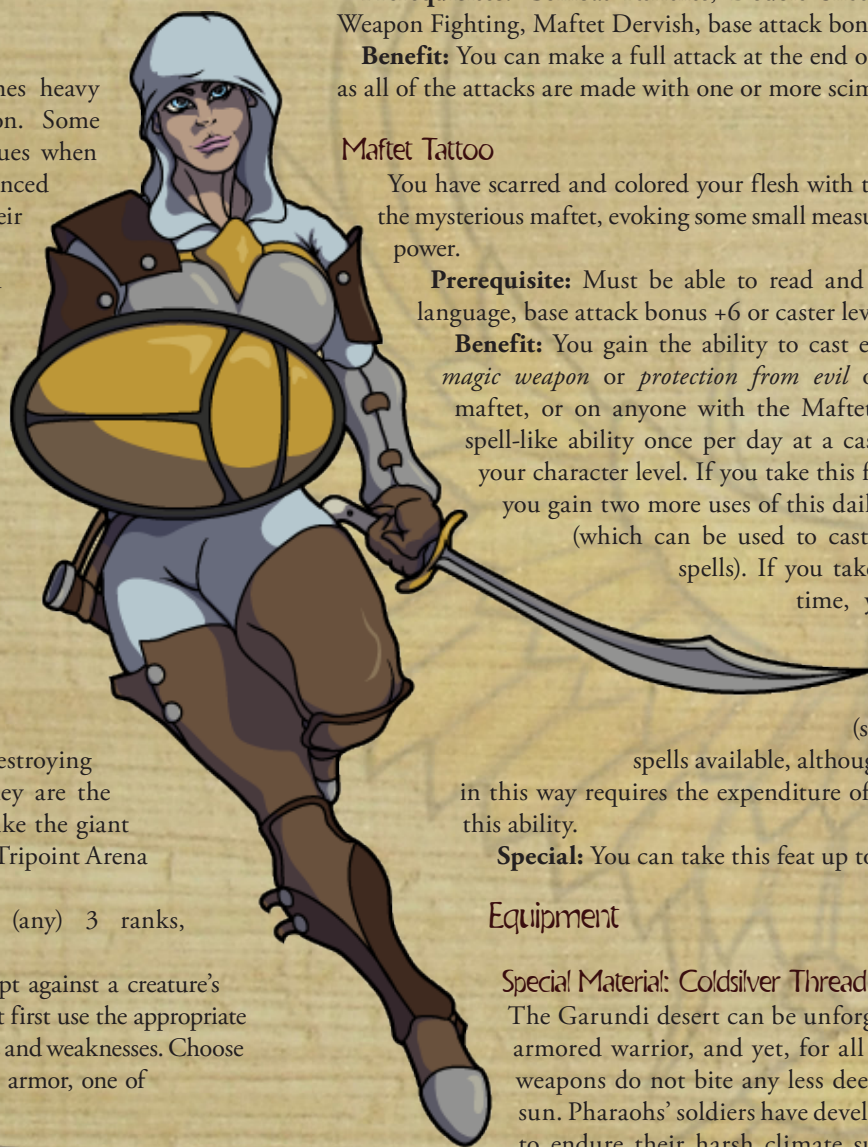 nes heavy
on. Some
ues when
nced
eir
estroying
ey are the
ke the giant
Tripoint Arena
(any) 3 ranks,
pt against a creature's
t first use the appropriate
and weaknesses. Choose
armor, one of
Weapon Fighting, Maftet Dervish, base attack bon
Benefit: You can make a full attack at the end o
as all of the attacks are made with one or more scim
Maftet Tattoo
You have scarred and colored your flesh with t
the mysterious maftet, evoking some small measu
power.
Prerequisite: Must be able to read and
language, base attack bonus +6 or caster lev
Benefit: You gain the ability to cast e
magic weapon or protection from evil o
maftet, or on anyone with the Maftet
spell-like ability once per day at a cas
your character level. If you take this f
you gain two more uses of this dail
(which can be used to cast
spells). If you take
time, y
(s
spells available, althoug
in this way requires the expenditure of
this ability.
Special: You can take this feat up to
Equipment
Special Material: Coldsilver Thread
The Garundi desert can be unforg
armored warrior, and yet, for all
weapons do not bite any less dee
sun. Pharaohs' soldiers have devel
to endure their harsh climate su